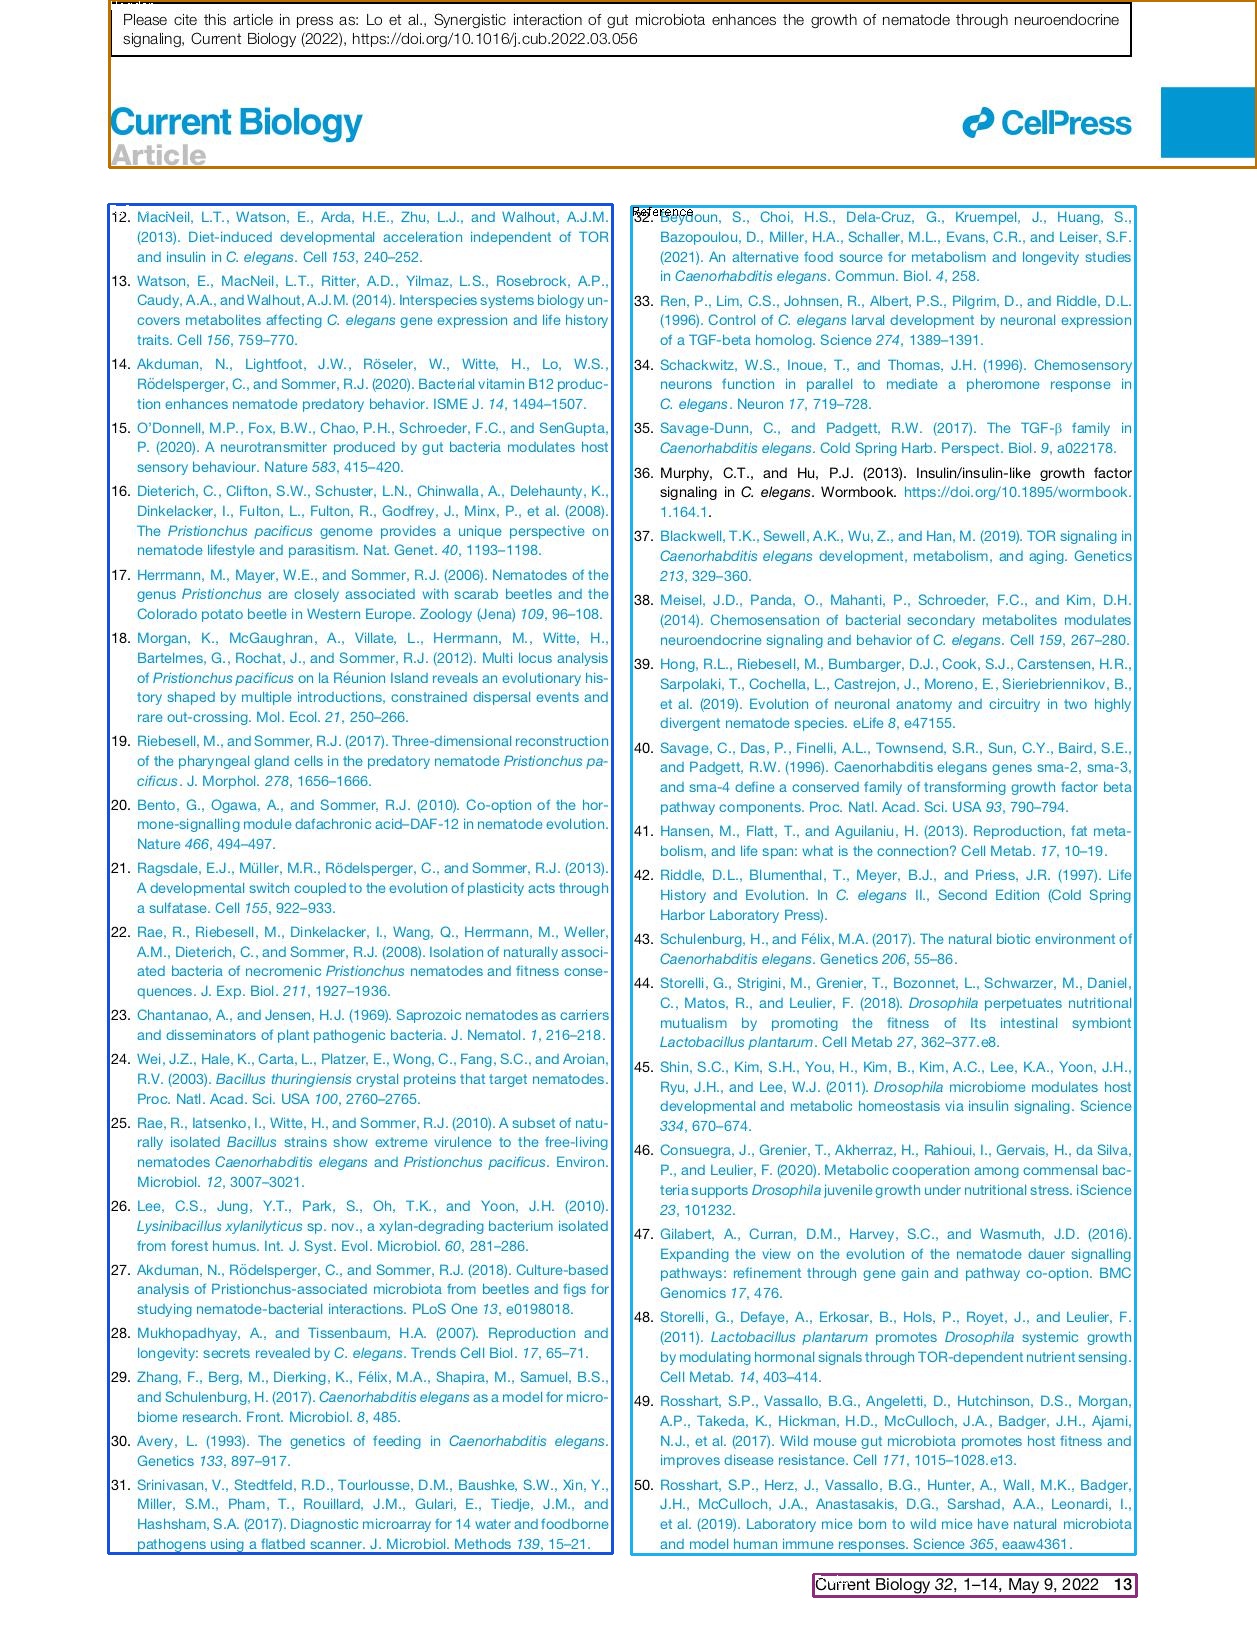 Please cite this article in press as: Lo et al., Synergistic interaction of gut microbiota enhances the growth of nematode through neuroendocrine
signaling, Current Biology (2022), https://doi.org/10.1016/j.cub.2022.03.056
Current Biology
CellPress
Article
12. MacNeil, L.T., Watson, E., Arda, H.E., Zhu, L.J., and Walhout, A.J.M.
(2013). Diet-induced developmental acceleration independent of TOR
and insulin in C. elegans. Cell 153, 240–252.
13. Watson, E., MacNeil, L.T., Ritter, A.D., Yilmaz, L.S., Rosebrock, A.P.,
Caudy, A.A., and Walhout, A.J.M. (2014). Interspecies systems biology un-
covers metabolites affecting C. elegans gene expression and life history
traits. Cell 156, 759–770.
14. Akduman, N., Lightfoot, J.W., Röseler, W., Witte, H., Lo, W.S.,
Rödelsperger, C., and Sommer, R.J. (2020). Bacterial vitamin B12 produc-
tion enhances nematode predatory behavior. ISME J. 14, 1494–1507.
15. O'Donnell, M.P., Fox, B.W., Chao, P.H., Schroeder, F.C., and SenGupta,
P. (2020). A neurotransmitter produced by gut bacteria modulates host
sensory behaviour. Nature 583, 415–420.
16. Dieterich, C., Clifton, S.W., Schuster, L.N., Chinwalla, A., Delehaunty, K.,
Dinkelacker, I., Fulton, L., Fulton, R., Godfrey, J., Minx, P., et al. (2008).
The Pristionchus pacificus genome provides a unique perspective on
nematode lifestyle and parasitism. Nat. Genet. 40, 1193–1198.
17. Herrmann, M., Mayer, W.E., and Sommer, R.J. (2006). Nematodes of the
genus Pristionchus are closely associated with scarab beetles and the
Colorado potato beetle in Western Europe. Zoology (Jena) 109, 96–108.
18. Morgan, K., McGaughran, A., Villate, L., Herrmann, M., Witte, H.,
Bartelmes, G., Rochat, J., and Sommer, R.J. (2012). Multi locus analysis
of Pristionchus pacificus on la Réunion Island reveals an evolutionary his-
tory shaped by multiple introductions, constrained dispersal events and
rare out-crossing. Mol. Ecol. 21, 250–266.
19. Riebesell, M., and Sommer, R.J. (2017). Three-dimensional reconstruction
of the pharyngeal gland cells in the predatory nematode Pristionchus pa-
cificus. J. Morphol. 278, 1656–1666.
20. Bento, G., Ogawa, A., and Sommer, R.J. (2010). Co-option of the hor-
mone-signalling module dafachronic acid–DAF-12 in nematode evolution.
Nature 466, 494–497.
21. Ragsdale, E.J., Müller, M.R., Rödelsperger, C., and Sommer, R.J. (2013).
A developmental switch coupled to the evolution of plasticity acts through
a sulfatase. Cell 155, 922–933.
22. Rae, R., Riebesell, M., Dinkelacker, I., Wang, Q., Herrmann, M., Weller,
A.M., Dieterich, C., and Sommer, R.J. (2008). Isolation of naturally associ-
ated bacteria of necromenic Pristionchus nematodes and fitness conse-
quences. J. Exp. Biol. 211, 1927–1936.
23. Chantanao, A., and Jensen, H.J. (1969). Saprozoic nematodes as carriers
and disseminators of plant pathogenic bacteria. J. Nematol. 1, 216–218.
24. Wei, J.Z., Hale, K., Carta, L., Platzer, E., Wong, C., Fang, S.C., and Aroian,
R.V. (2003). Bacillus thuringiensis crystal proteins that target nematodes.
Proc. Natl. Acad. Sci. USA 100, 2760–2765.
25. Rae, R., Iatsenko, I., Witte, H., and Sommer, R.J. (2010). A subset of natu-
rally isolated Bacillus strains show extreme virulence to the free-living
nematodes Caenorhabditis elegans and Pristionchus pacificus. Environ.
Microbiol. 12, 3007–3021.
26. Lee, C.S., Jung, Y.T., Park, S., Oh, T.K., and Yoon, J.H. (2010).
Lysinibacillus xylanilyticus sp. nov., a xylan-degrading bacterium isolated
from forest humus. Int. J. Syst. Evol. Microbiol. 60, 281–286.
27. Akduman, N., Rödelsperger, C., and Sommer, R.J. (2018). Culture-based
analysis of Pristionchus-associated microbiota from beetles and figs for
studying nematode-bacterial interactions. PLoS One 13, e0198018.
28. Mukhopadhyay, A., and Tissenbaum, H.A. (2007). Reproduction and
longevity: secrets revealed by C. elegans. Trends Cell Biol. 17, 65–71.
29. Zhang, F., Berg, M., Dierking, K., Félix, M.A., Shapira, M., Samuel, B.S.,
and Schulenburg, H. (2017). Caenorhabditis elegans as a model for micro-
biome research. Front. Microbiol. 8, 485.
30. Avery, L. (1993). The genetics of feeding in Caenorhabditis elegans.
Genetics 133, 897–917.
31. Srinivasan, V., Stedtfeld, R.D., Tourlousse, D.M., Baushke, S.W., Xin, Y.,
Miller, S.M., Pham, T., Rouillard, J.M., Gulari, E., Tiedje, J.M., and
Hashsham, S.A. (2017). Diagnostic microarray for 14 water and foodborne
pathogens using a flatbed scanner. J. Microbiol. Methods 139, 15–21.
Reference
32. Beydoun, S., Choi, H.S., Dela-Cruz, G., Kruempel, J., Huang, S.,
Bazopoulou, D., Miller, H.A., Schaller, M.L., Evans, C.R., and Leiser, S.F.
(2021). An alternative food source for metabolism and longevity studies
in Caenorhabditis elegans. Commun. Biol. 4, 258.
33. Ren, P., Lim, C.S., Johnsen, R., Albert, P.S., Pilgrim, D., and Riddle, D.L.
(1996). Control of C. elegans larval development by neuronal expression
of a TGF-beta homolog. Science 274, 1389–1391.
34. Schackwitz, W.S., Inoue, T., and Thomas, J.H. (1996). Chemosensory
neurons function in parallel to mediate a pheromone response in
C. elegans. Neuron 17, 719–728.
35. Savage-Dunn, C., and Padgett, R.W. (2017). The TGF-β family in
Caenorhabditis elegans. Cold Spring Harb. Perspect. Biol. 9, a022178.
36. Murphy, C.T., and Hu, P.J. (2013). Insulin/insulin-like growth factor
signaling in C. elegans. Wormbook. https://doi.org/10.1895/wormbook.
1.164.1.
37. Blackwell, T.K., Sewell, A.K., Wu, Z., and Han, M. (2019). TOR signaling in
Caenorhabditis elegans development, metabolism, and aging. Genetics
213, 329–360.
38. Meisel, J.D., Panda, O., Mahanti, P., Schroeder, F.C., and Kim, D.H.
(2014). Chemosensation of bacterial secondary metabolites modulates
neuroendocrine signaling and behavior of C. elegans. Cell 159, 267–280.
39. Hong, R.L., Riebesell, M., Bumbarger, D.J., Cook, S.J., Carstensen, H.R.,
Sarpolaki, T., Cochella, L., Castrejon, J., Moreno, E., Sieriebriennikov, B.,
et al. (2019). Evolution of neuronal anatomy and circuitry in two highly
divergent nematode species. eLife 8, e47155.
40. Savage, C., Das, P., Finelli, A.L., Townsend, S.R., Sun, C.Y., Baird, S.E.,
and Padgett, R.W. (1996). Caenorhabditis elegans genes sma-2, sma-3,
and sma-4 define a conserved family of transforming growth factor beta
pathway components. Proc. Natl. Acad. Sci. USA 93, 790–794.
41. Hansen, M., Flatt, T., and Aguilaniu, H. (2013). Reproduction, fat meta-
bolism, and life span: what is the connection? Cell Metab. 17, 10–19.
42. Riddle, D.L., Blumenthal, T., Meyer, B.J., and Priess, J.R. (1997). Life
History and Evolution. In C. elegans II., Second Edition (Cold Spring
Harbor Laboratory Press).
43. Schulenburg, H., and Félix, M.A. (2017). The natural biotic environment of
Caenorhabditis elegans. Genetics 206, 55–86.
44. Storelli, G., Strigini, M., Grenier, T., Bozonnet, L., Schwarzer, M., Daniel,
C., Matos, R., and Leulier, F. (2018). Drosophila perpetuates nutritional
mutualism by promoting the fitness of Its intestinal symbiont
Lactobacillus plantarum. Cell Metab 27, 362–377.e8.
45. Shin, S.C., Kim, S.H., You, H., Kim, B., Kim, A.C., Lee, K.A., Yoon, J.H.,
Ryu, J.H., and Lee, W.J. (2011). Drosophila microbiome modulates host
developmental and metabolic homeostasis via insulin signaling. Science
334, 670–674.
46. Consuegra, J., Grenier, T., Akherraz, H., Rahioui, I., Gervais, H., da Silva,
P., and Leulier, F. (2020). Metabolic cooperation among commensal bac-
teria supports Drosophila juvenile growth under nutritional stress. iScience
23, 101232.
47. Gilabert, A., Curran, D.M., Harvey, S.C., and Wasmuth, J.D. (2016).
Expanding the view on the evolution of the nematode dauer signalling
pathways: refinement through gene gain and pathway co-option. BMC
Genomics 17, 476.
48. Storelli, G., Defaye, A., Erkosar, B., Hols, P., Royet, J., and Leulier, F.
(2011). Lactobacillus plantarum promotes Drosophila systemic growth
by modulating hormonal signals through TOR-dependent nutrient sensing.
Cell Metab. 14, 403–414.
49. Rosshart, S.P., Vassallo, B.G., Angeletti, D., Hutchinson, D.S., Morgan,
A.P., Takeda, K., Hickman, H.D., McCulloch, J.A., Badger, J.H., Ajami,
N.J., et al. (2017). Wild mouse gut microbiota promotes host fitness and
improves disease resistance. Cell 171, 1015–1028.e13.
50. Rosshart, S.P., Herz, J., Vassallo, B.G., Hunter, A., Wall, M.K., Badger,
J.H., McCulloch, J.A., Anastasakis, D.G., Sarshad, A.A., Leonardi, I.,
et al. (2019). Laboratory mice born to wild mice have natural microbiota
and model human immune responses. Science 365, eaaw4361.
Current Biology 32, 1–14, May 9, 2022 13